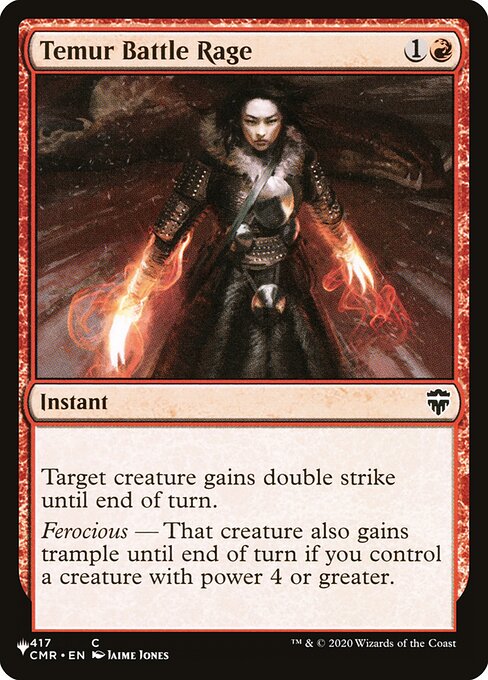 Temur Battle Rage 1
Instant
Target creature gains double strike
until end of turn.
Ferocious — That creature also gains
trample until end of turn if you control
a creature with power 4 or greater.
417 C
CMR • EN Jaime Jones
™ & © 2020 Wizards of the Coast